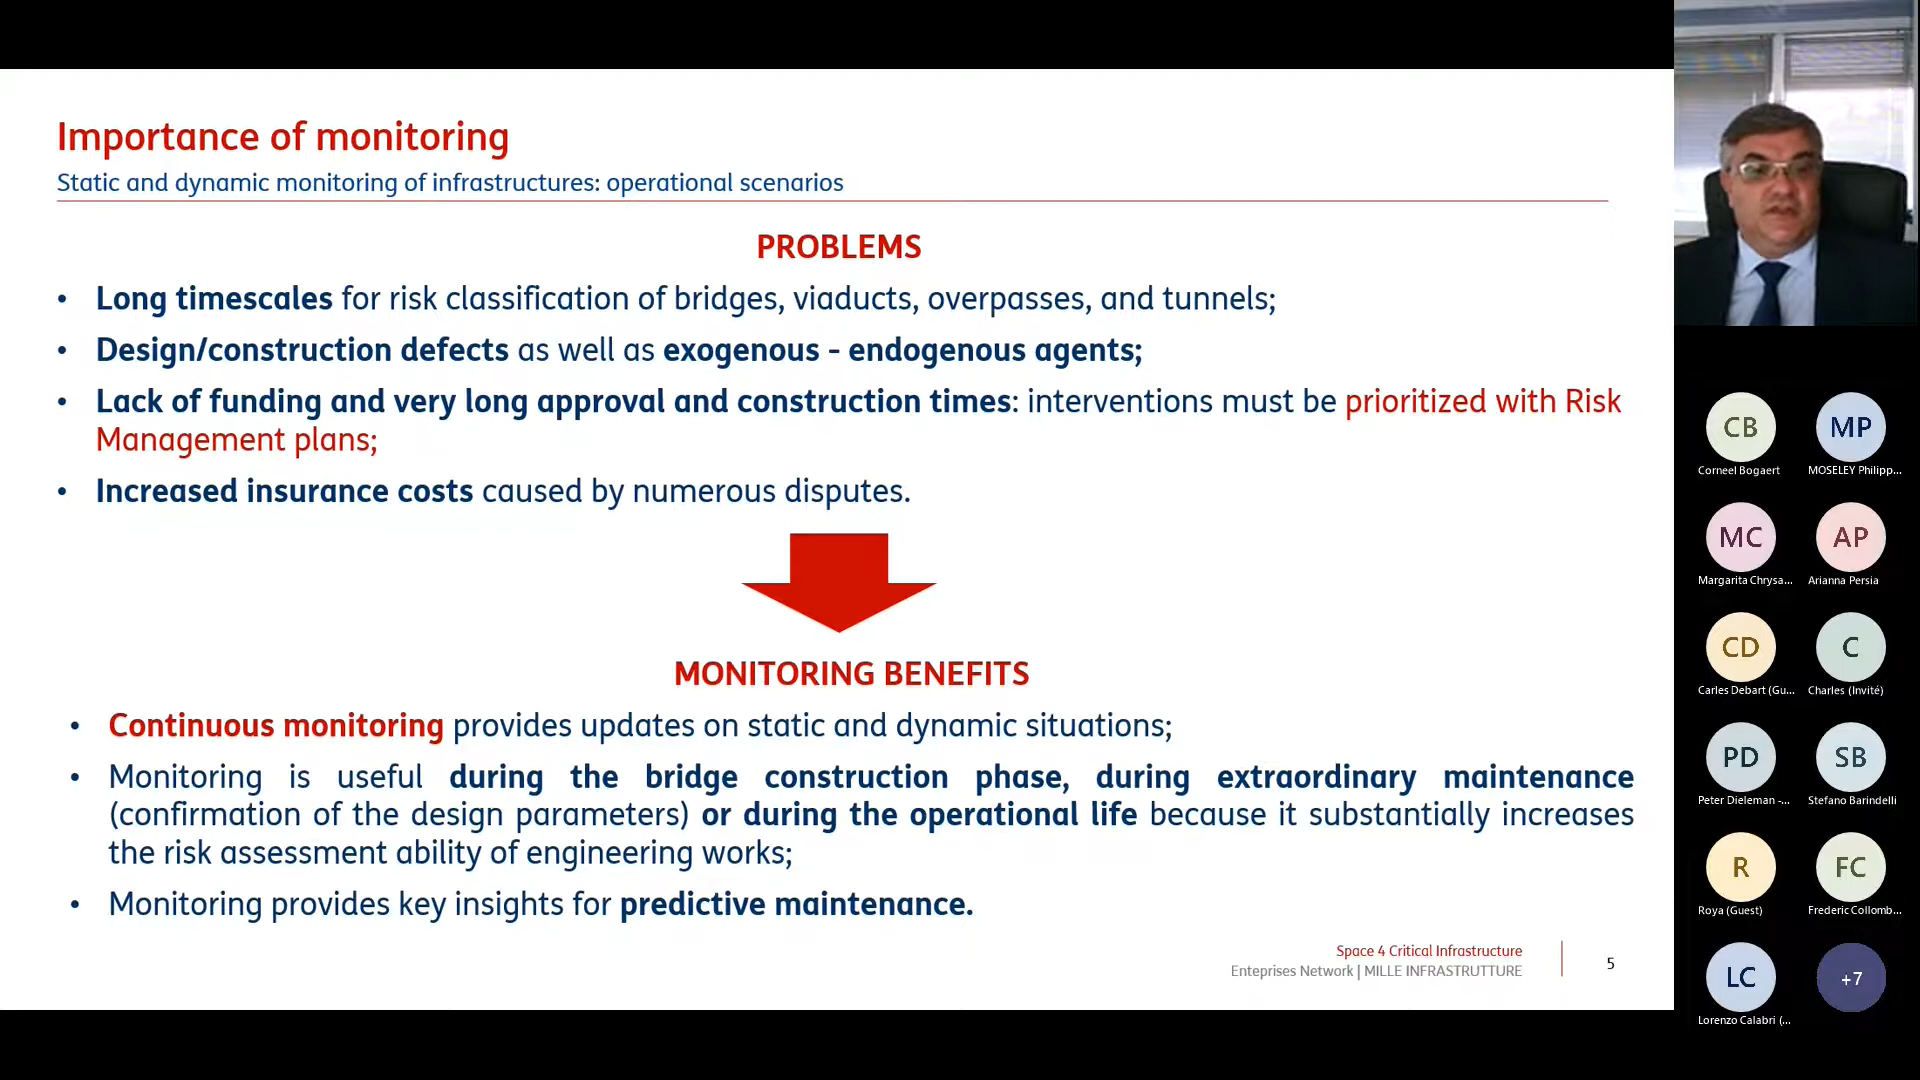 Importance of monitoring
Static and dynamic monitoring of infrastructures: operational scenarios
PROBLEMS
• Long timescales for risk classification of bridges, viaducts, overpasses, and tunnels;
• Design/construction defects as well as exogenous - endogenous agents;
• Lack of funding and very long approval and construction times: interventions must be prioritized with Risk
Management plans;
• Increased insurance costs caused by numerous disputes.
MONITORING BENEFITS
• Continuous monitoring provides updates on static and dynamic situations;
• Monitoring is useful during the bridge construction phase, during extraordinary maintenance
(confirmation of the design parameters) or during the operational life because it substantially increases
the risk assessment ability of engineering works;
• Monitoring provides key insights for predictive maintenance.
Space 4 Critical Infrastructure
Enteprises Network | MILLE INFRASTRUTTURE
5
CB
MP
Corneel Bogaert
MOSELEY Philipp...
MC
AP
Margarita Chrysa...
Arianna Persia
CD
C
Carles Debart (Gu...
Charles (Invité)
PD
SB
Peter Dieleman -...
Stefano Barindelli
R
FC
Roya (Guest)
Frederic Collomb...
LC
+7
Lorenzo Calabri (...